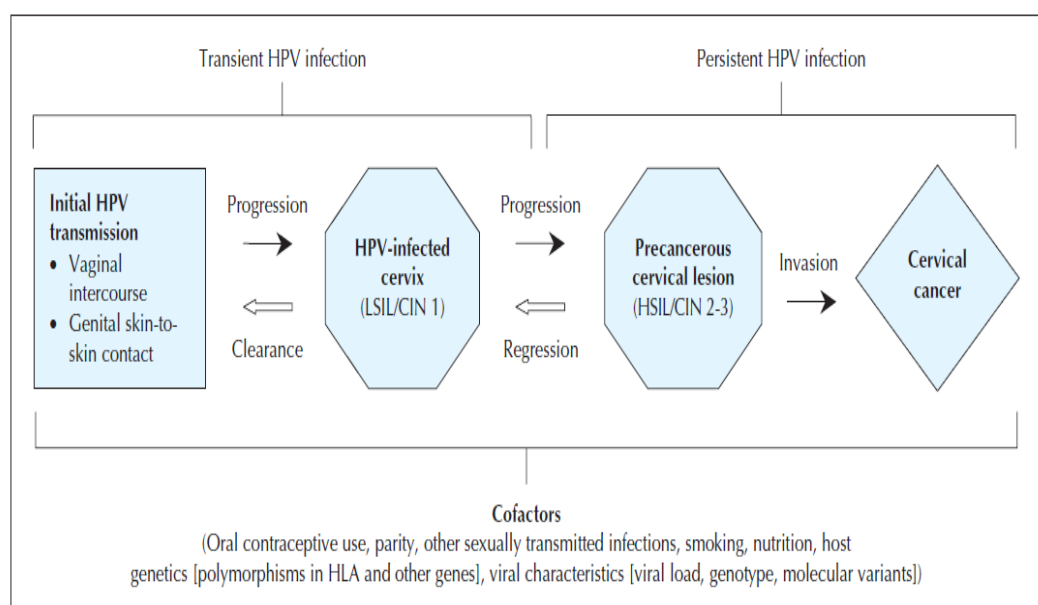 Transient HPV infection
Persistent HPV infection
Initial HPV
transmission
• Vaginal
intercourse
• Genital skin-to-
skin contact
Progression
Clearance
HPV-infected
cervix
(LSIL/CIN 1)
Progression
Regression
Precancerous
cervical lesion
(HSIL/CIN 2-3)
Invasion
Cervical
cancer
Cofactors
(Oral contraceptive use, parity, other sexually transmitted infections, smoking, nutrition, host
genetics [polymorphisms in HLA and other genes], viral characteristics [viral load, genotype, molecular variants])